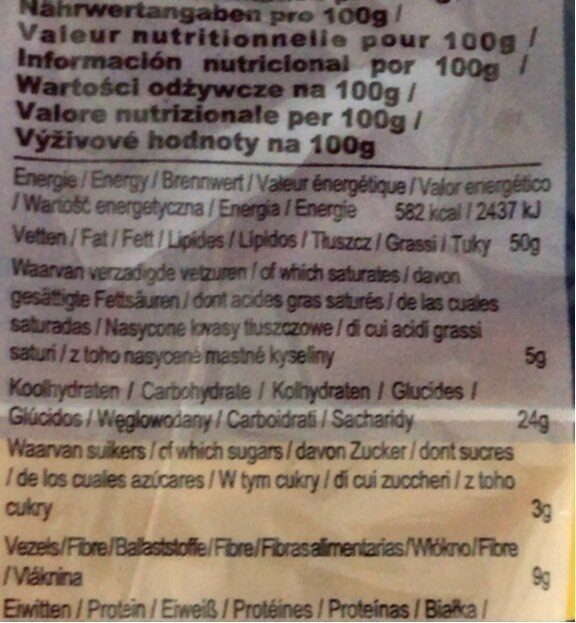 Nährwertangaben pro 100g /
Valeur nutritionnelle pour 100g /
Información nutricional por 100g /
Wartości odżywcze na 100g /
Valore nutrizionale per 100g /
Výživové hodnoty na 100g
Energie / Energy / Brennwert / Valeur énergétique / Valor energético
/ Wartość energetyczna / Energia / Energie 582 kcal / 2437 kJ
Vetten / Fat / Fett / Lipides / Lípidos / Tłuszcz / Grassi / Tuky 50g
Waarvan verzadigde vetzuren / of which saturates / davon
gesättigte Fettsäuren / dont acides gras saturés / de las cuales
saturadas / Nasycone kwasy tłuszczowe / di cui acidi grassi
saturi / z toho nasycené mastné kyseliny 5g
Koolhydraten / Carbohydrate / Kolhydraten / Glucides /
Glúcidos / Węglowodany / Carboidrati / Sacharidy 24g
Waarvan suikers / of which sugars / davon Zucker / dont sucres
/ de los cuales azúcares / W tym cukry / di cui zuccheri / z toho
cukry 3g
Vezels/Fibre/Ballaststoffe/Fibre/Fibras alimentarias/Włókno/Fibre
/ Vláknina 9g
Eiwitten / Protein / Eiweiß / Protéines / Proteínas / Białka /